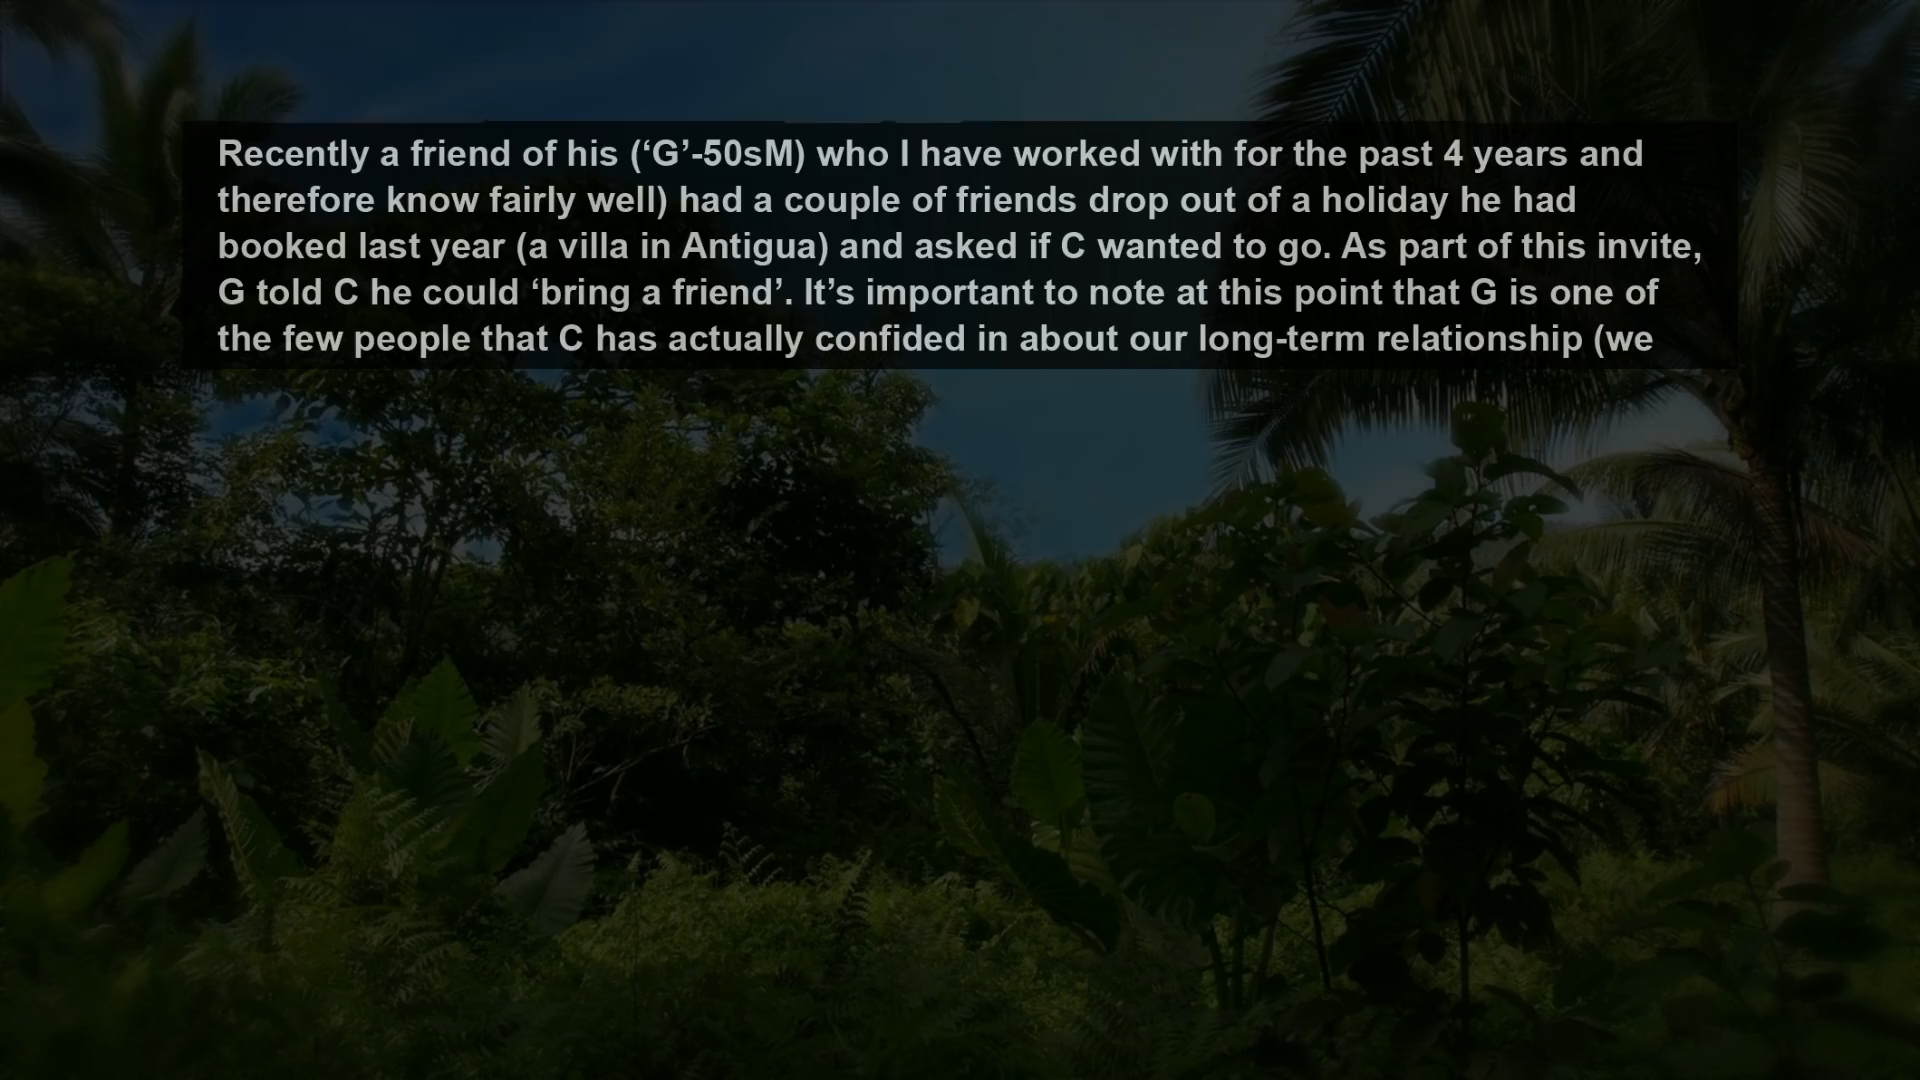 Recently a friend of his (‘G’-50sM) who I have worked with for the past 4 years and
therefore know fairly well) had a couple of friends drop out of a holiday he had
booked last year (a villa in Antigua) and asked if C wanted to go. As part of this invite,
G told C he could ‘bring a friend’. It’s important to note at this point that G is one of
the few people that C has actually confided in about our long-term relationship (we